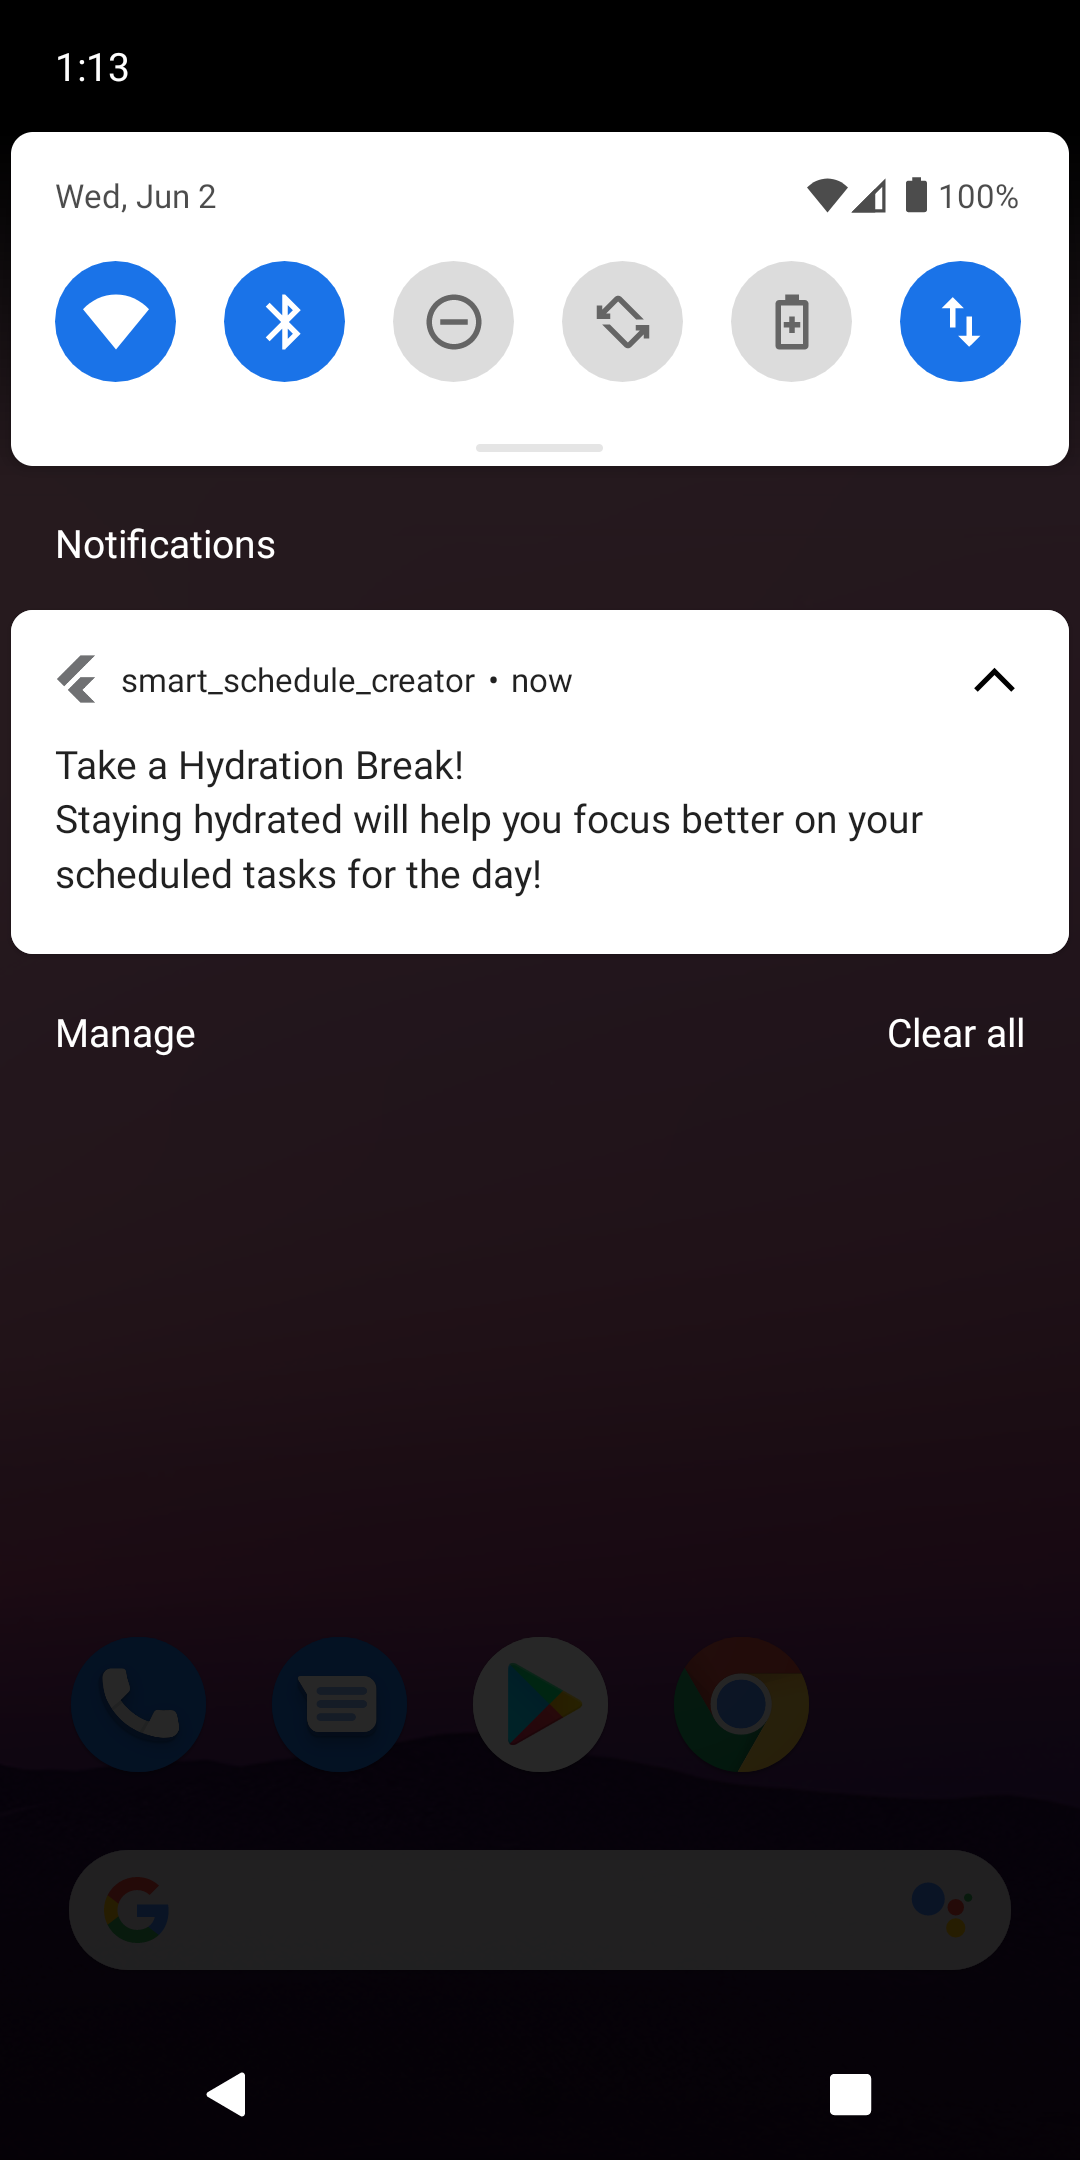 1:13
Wed, Jun 2
100%
Notifications
smart_schedule_creator • now
Take a Hydration Break!
Staying hydrated will help you focus better on your
scheduled tasks for the day!
Manage
Clear all